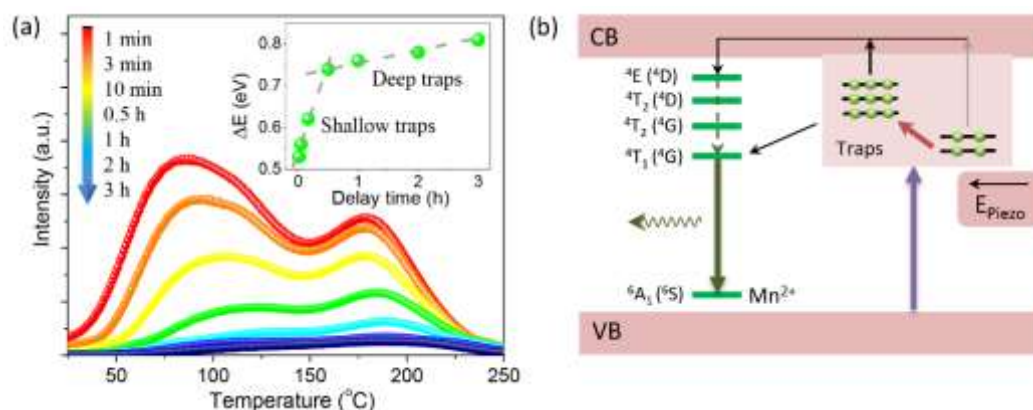 (a)
1 min
3 min
10 min
0.5 h
1 h
2 h
3 h
Intensity (a.u.)
50 100 150 200 250
Temperature (°C)
ΔE (eV)
0.8
0.7
0.6
0.5
Deep traps
Shallow traps
0 1 2 3
Delay time (h)
(b)
CB
⁴E (⁴D)
⁴T₂ (⁴D)
⁴T₂ (⁴G)
⁴T₁ (⁴G)
Traps
E_Piezo
⁶A₁ (⁶S) Mn²⁺
VB